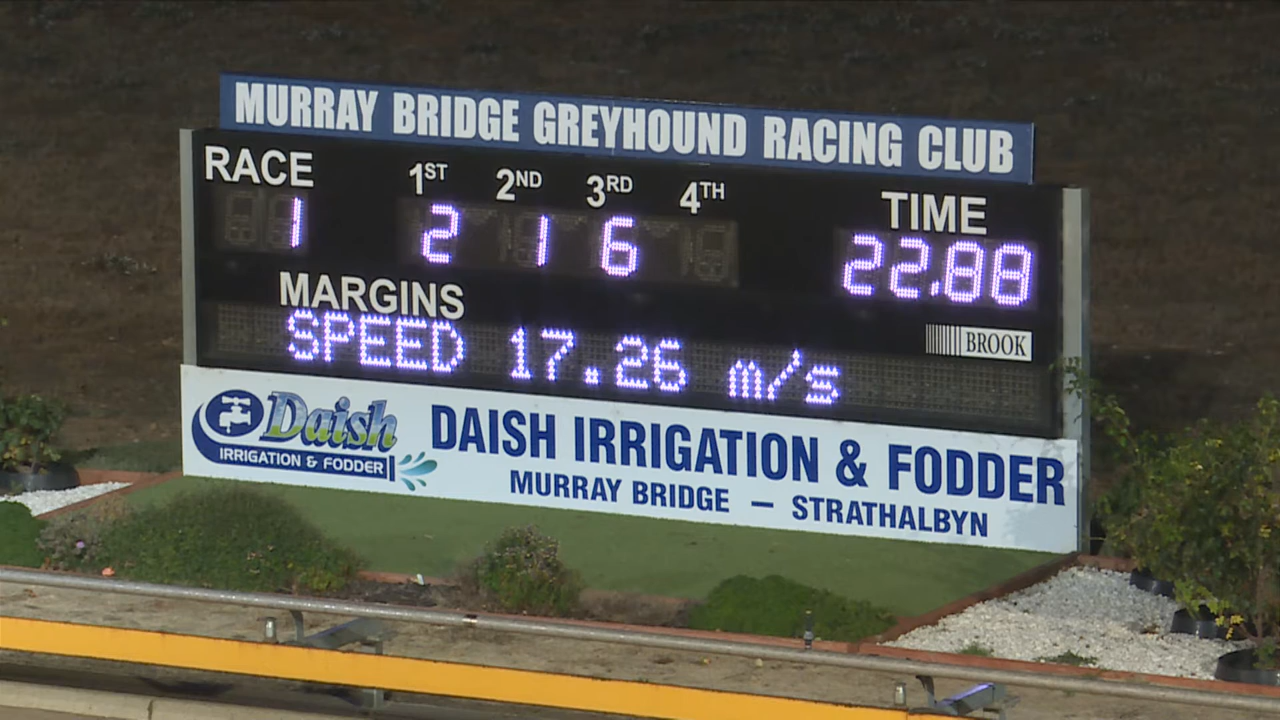 MURRAY BRIDGE GREYHOUND RACING CLUB
RACE 1ST 2ND 3RD 4TH TIME
1 2 1 6 22.88
MARGINS
SPEED 17.26 m/s
BROOK
Daish
IRRIGATION & FODDER
DAISH IRRIGATION & FODDER
MURRAY BRIDGE – STRATHALBYN